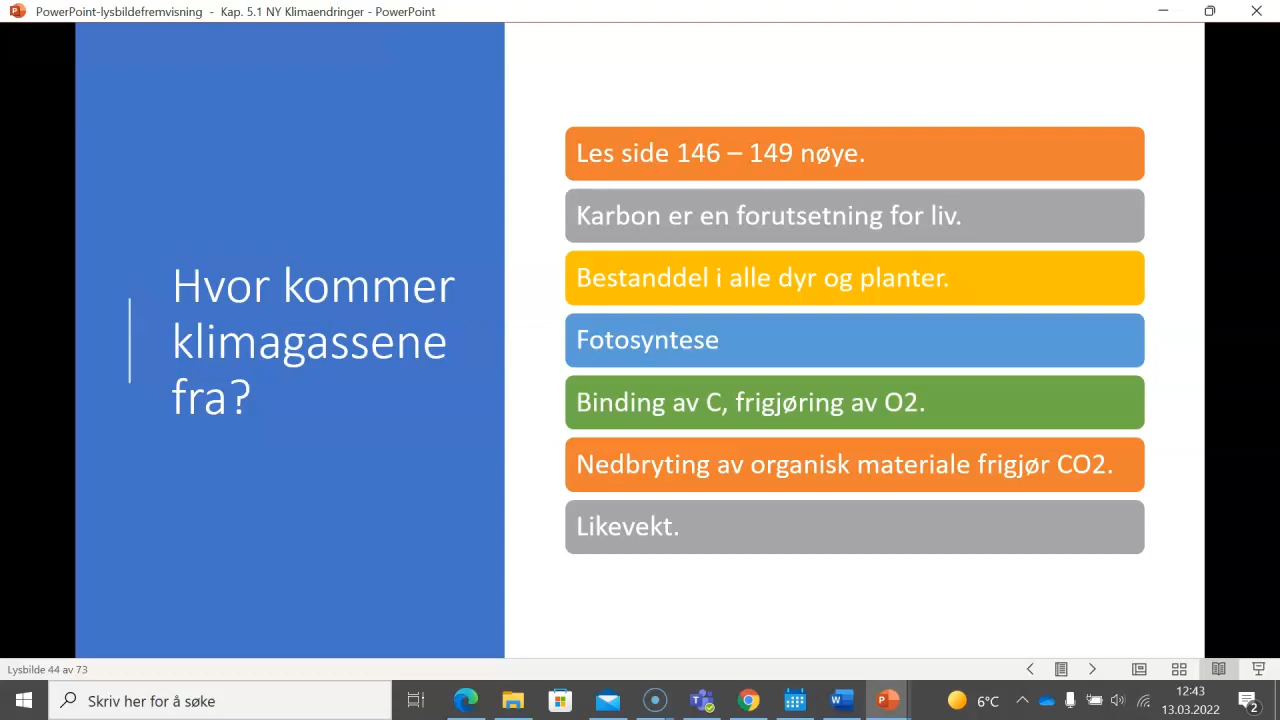 PowerPoint-lysbildefremvisning - Kap. 5.1 NY Klimaendringer - PowerPoint
Hvor kommer
klimagassene
fra?
Les side 146 – 149 nøye.
Karbon er en forutsetning for liv.
Bestanddel i alle dyr og planter.
Fotosyntese
Binding av C, frigjøring av O2.
Nedbryting av organisk materiale frigjør CO2.
Likevekt.
Lysbilde 44 av 73
Skriv her for å søke
6°C
12:43
13.03.2022
2